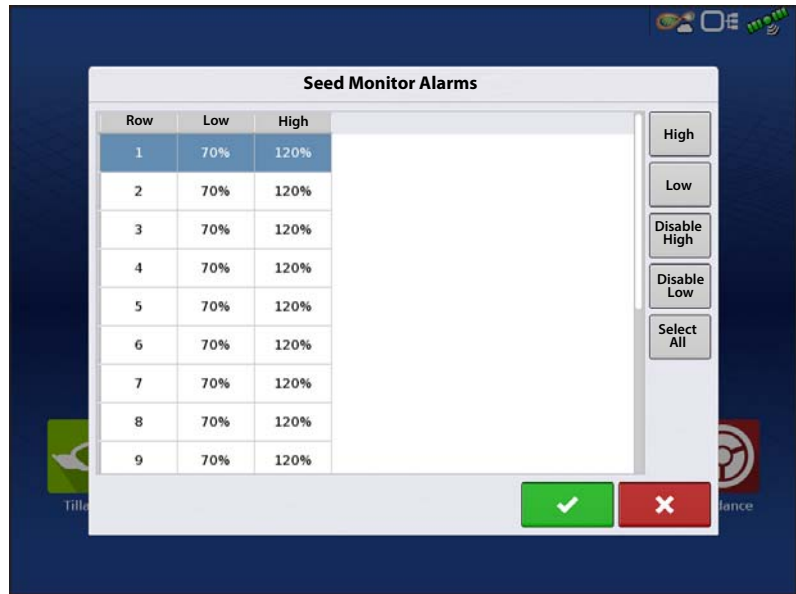 Seed Monitor Alarms
Row Low High
1 70% 120%
2 70% 120%
3 70% 120%
4 70% 120%
5 70% 120%
6 70% 120%
7 70% 120%
8 70% 120%
9 70% 120%
High
Low
Disable
High
Disable
Low
Select
All
Tilla
dance